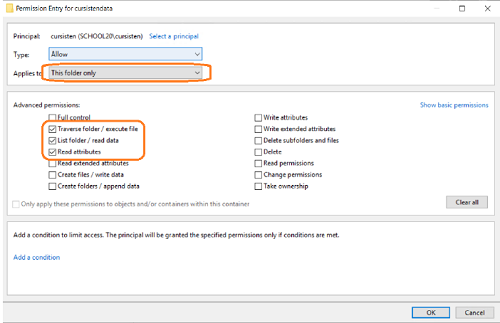 Permission Entry for cursistendata
Principal: cursisten (SCHOOL20\cursisten) Select a principal
Type: Allow
Applies to: This folder only
Advanced permissions: Show basic permissions
Full control Write attributes
Traverse folder / execute file Write extended attributes
List folder / read data Delete subfolders and files
Read attributes Delete
Read extended attributes Read permissions
Create files / write data Change permissions
Create folders / append data Take ownership
Only apply these permissions to objects and/or containers within this container Clear all
Add a condition to limit access. The principal will be granted the specified permissions only if conditions are met.
Add a condition
OK Cancel